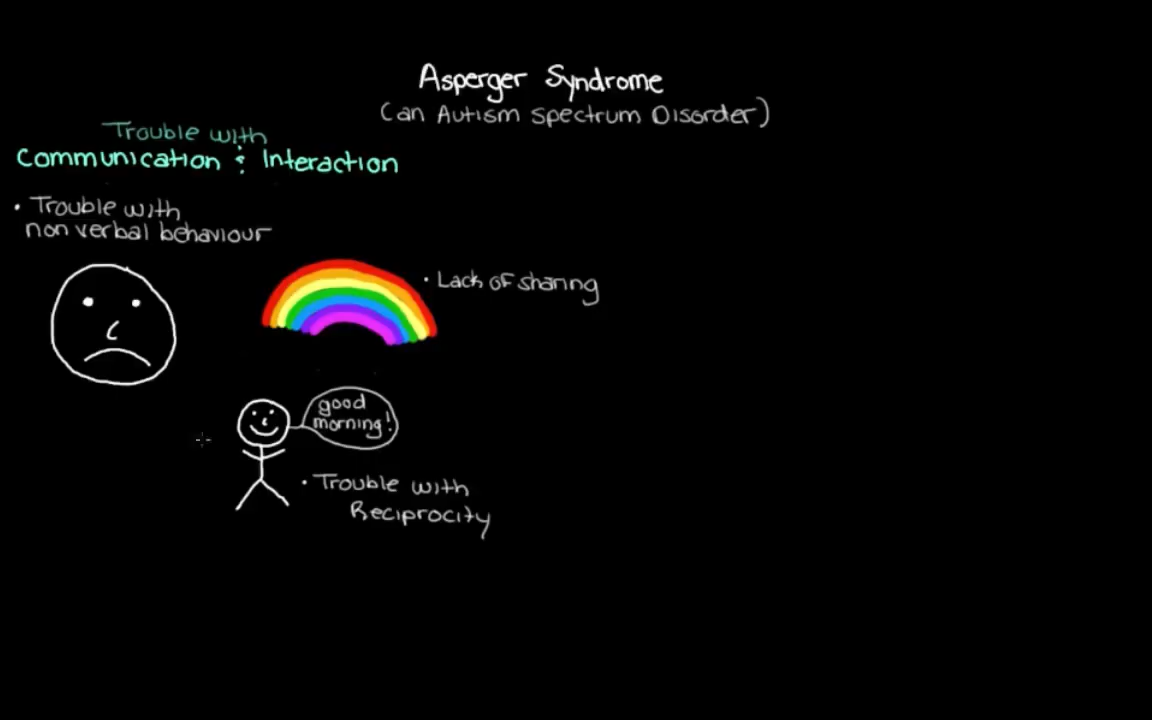 Asperger Syndrome
(an Autism Spectrum Disorder)
Trouble with
Communication & Interaction
• Trouble with
non verbal behaviour
• Lack of sharing
good
morning!
• Trouble with
Reciprocity